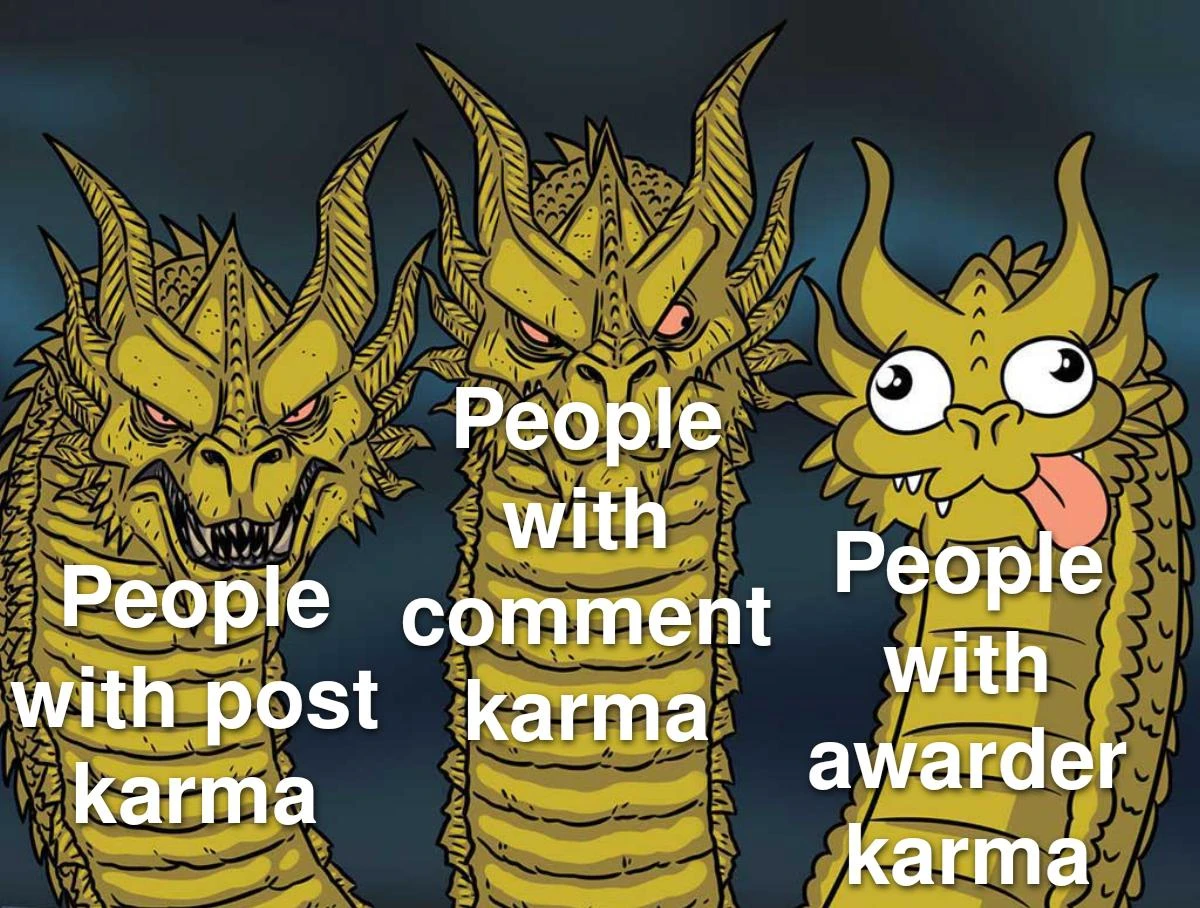 People
with post
karma
People
with
comment
karma
People
with
awarder
karma